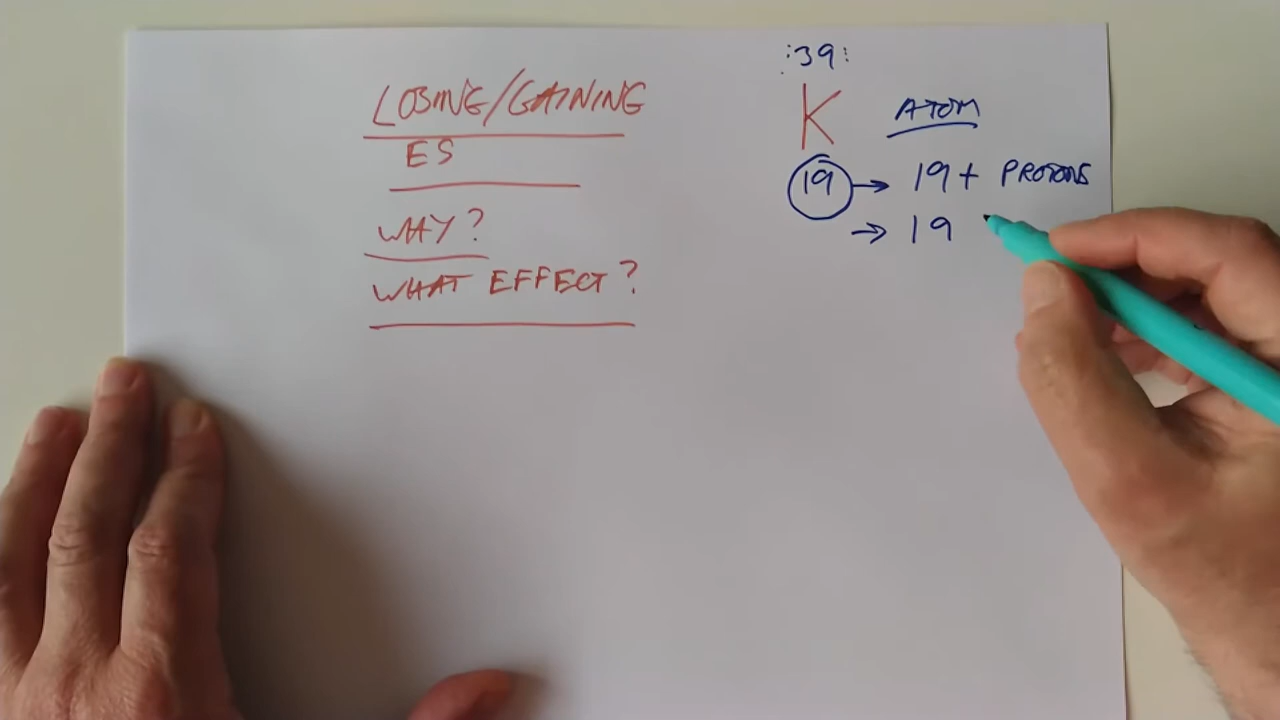 LOSING/GAINING
ES
WHY?
WHAT EFFECT?
:39:
K ATOM
19 → 19+ PROTONS
→ 19